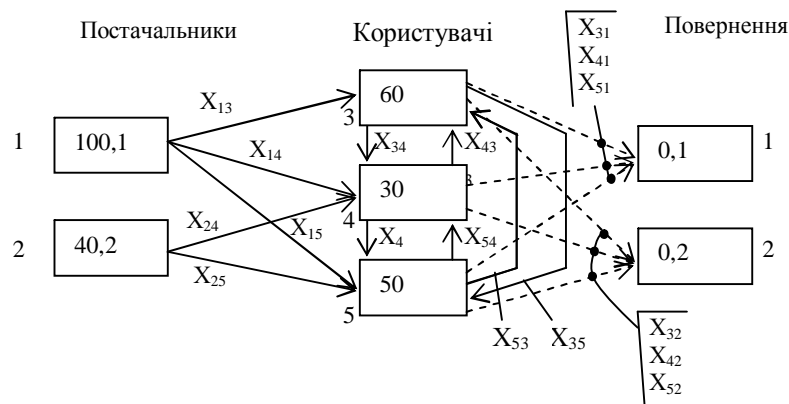 Постачальники
Користувачі
Повернення
X₃₁
X₄₁
X₅₁
X₁₃
60
3
1
100,1
X₃₄
X₄₃
0,1
1
X₁₄
30
4
X₂₄
X₁₅
2
40,2
X₄
X₅₄
0,2
2
X₂₅
50
5
X₅₃
X₃₅
X₃₂
X₄₂
X₅₂